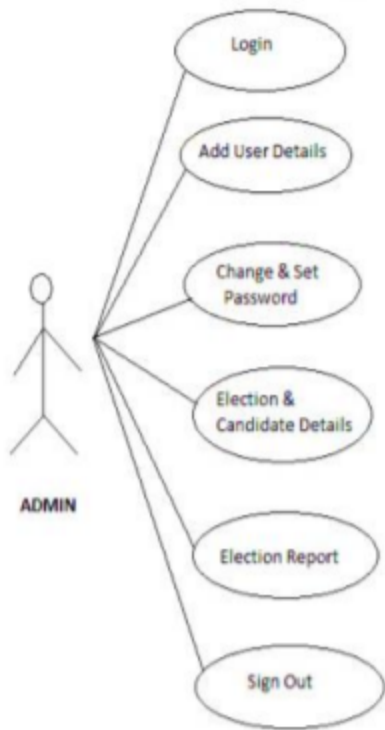 Login
Add User Details
Change & Set
Password
Election &
Candidate Details
ADMIN
Election Report
Sign Out